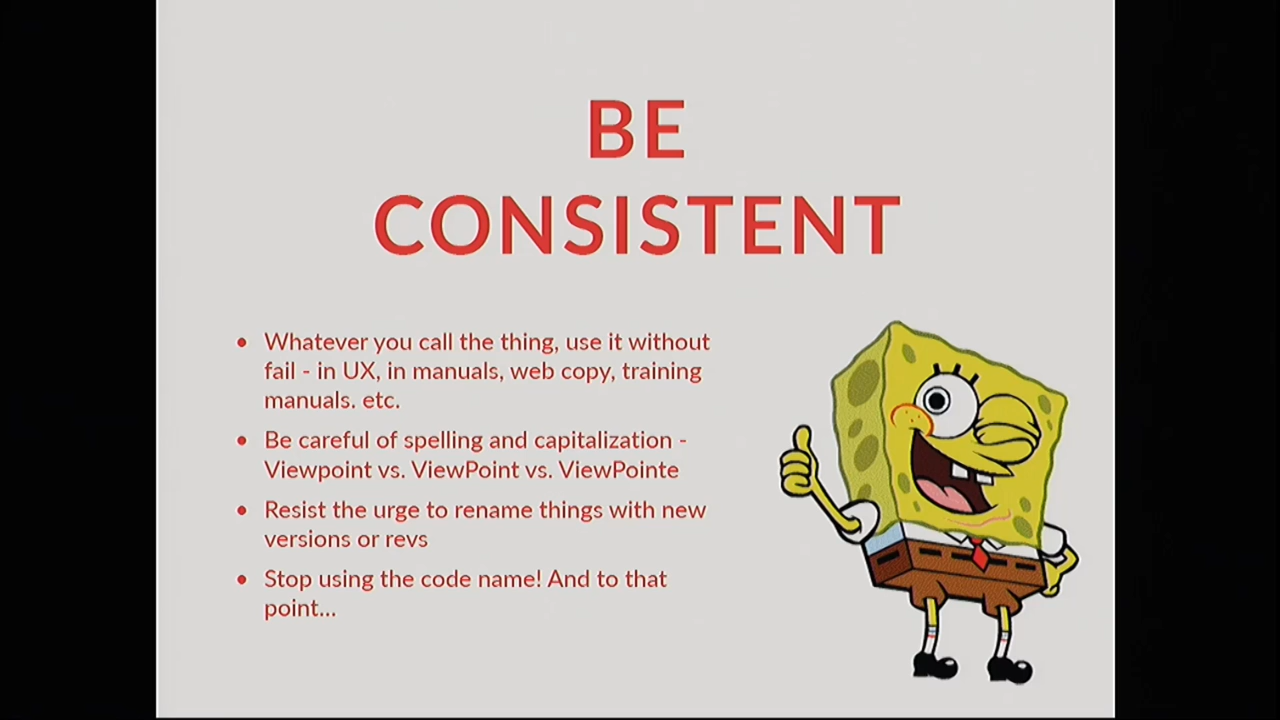 BE
CONSISTENT
• Whatever you call the thing, use it without
fail - in UX, in manuals, web copy, training
manuals. etc.
• Be careful of spelling and capitalization -
Viewpoint vs. ViewPoint vs. ViewPointe
• Resist the urge to rename things with new
versions or revs
• Stop using the code name! And to that
point...